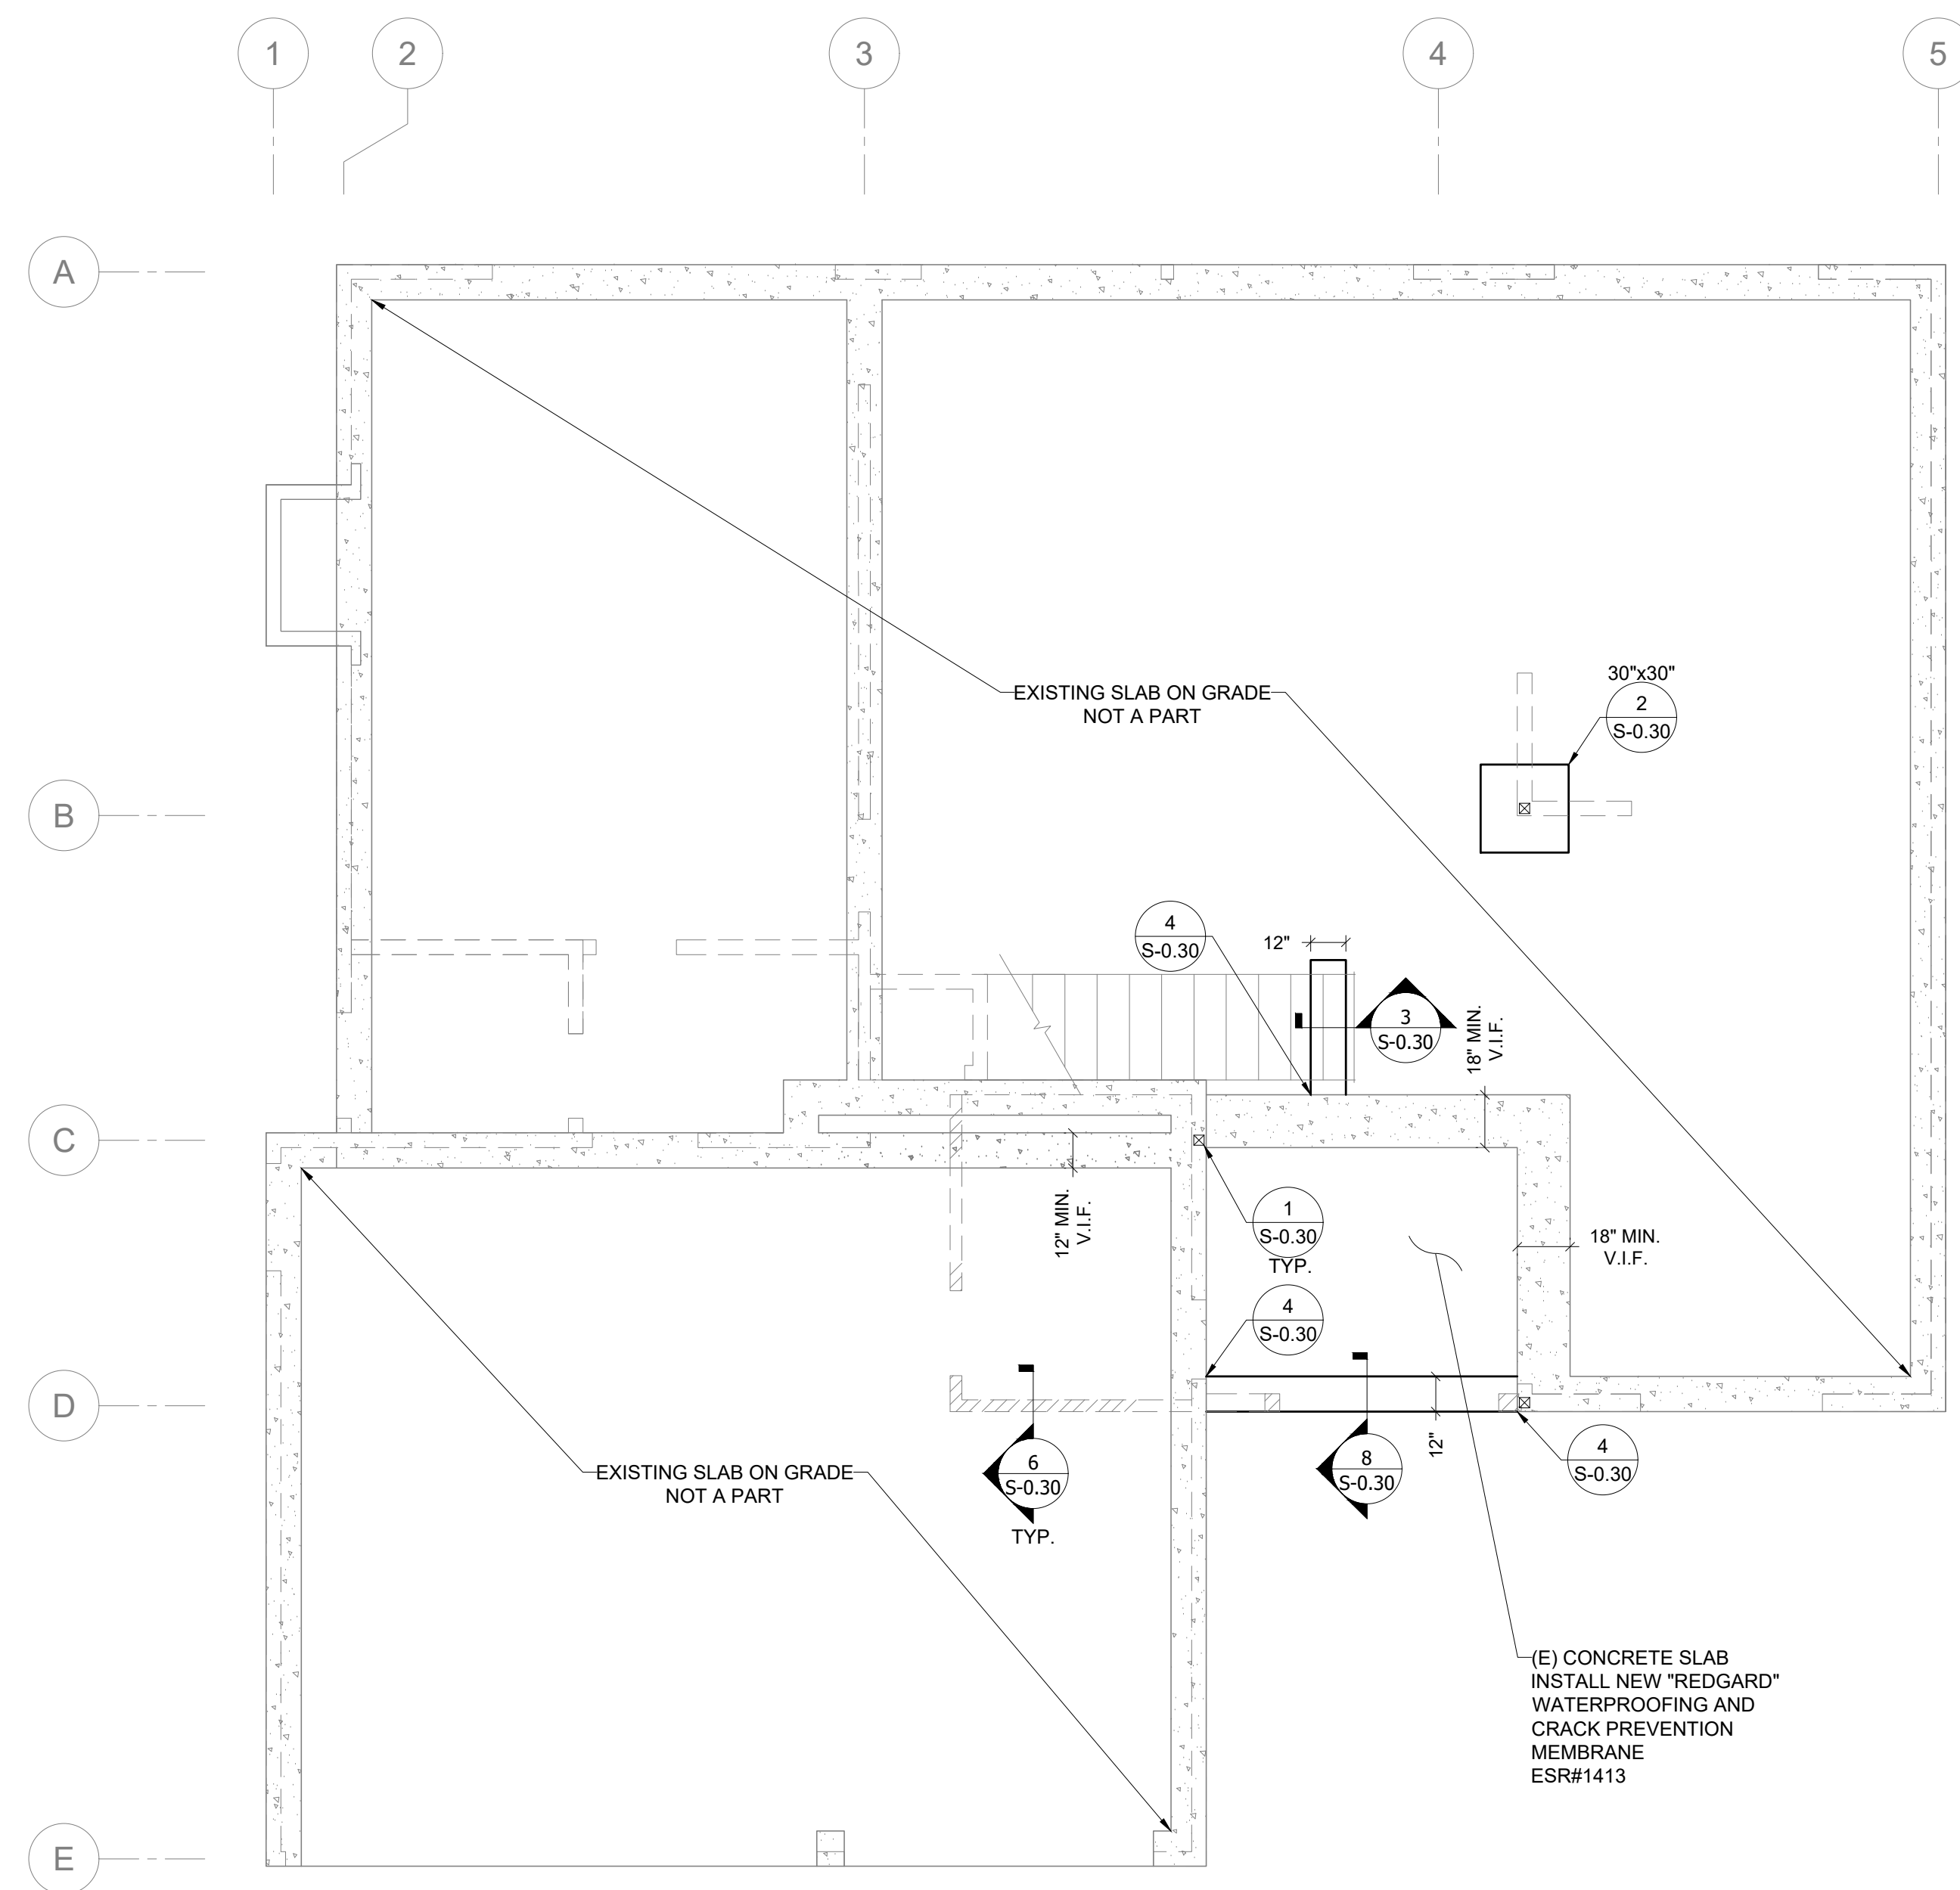 1
2
3
4
5
A
B
C
D
E
30"x30"
2
S-0.30
EXISTING SLAB ON GRADE
NOT A PART
4
S-0.30
12"
3
S-0.30
18" MIN.
V.I.F.
12" MIN.
V.I.F.
1
S-0.30
TYP.
18" MIN.
V.I.F.
4
S-0.30
6
S-0.30
TYP.
8
S-0.30
12"
4
S-0.30
EXISTING SLAB ON GRADE
NOT A PART
(E) CONCRETE SLAB
INSTALL NEW "REDGARD"
WATERPROOFING AND
CRACK PREVENTION
MEMBRANE
ESR#1413